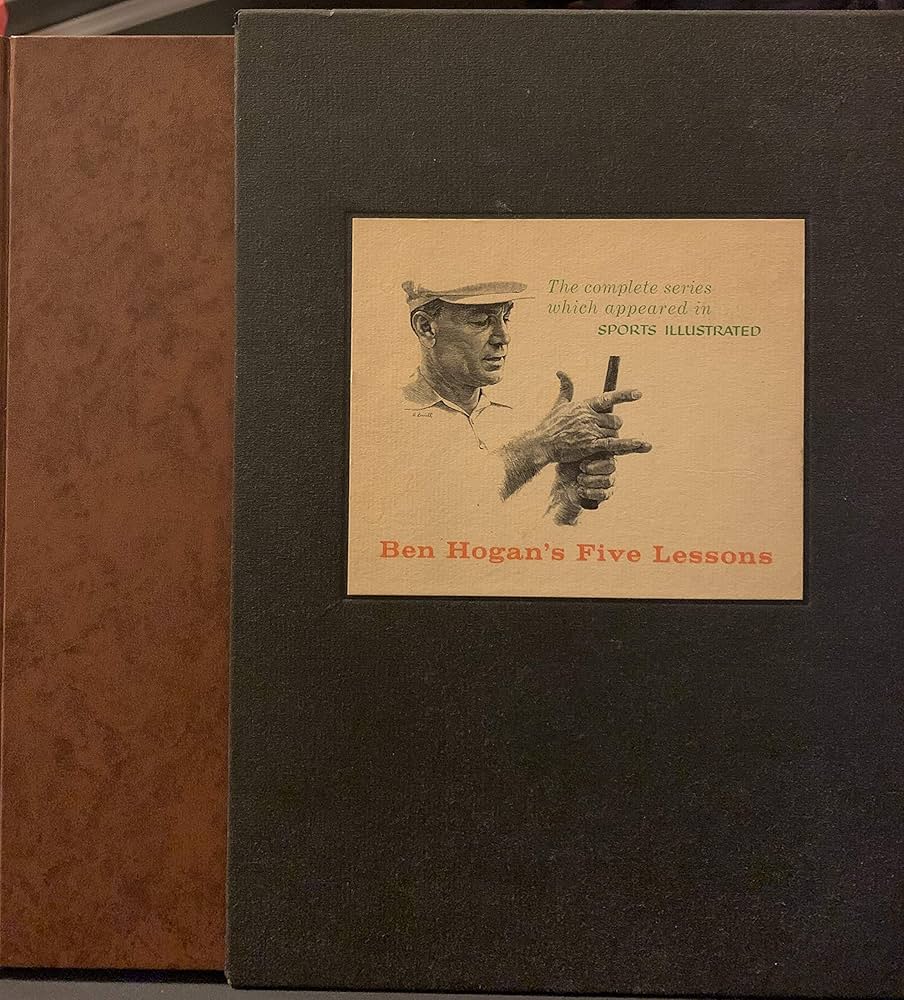 The complete series
which appeared in
SPORTS ILLUSTRATED
Ben Hogan's Five Lessons